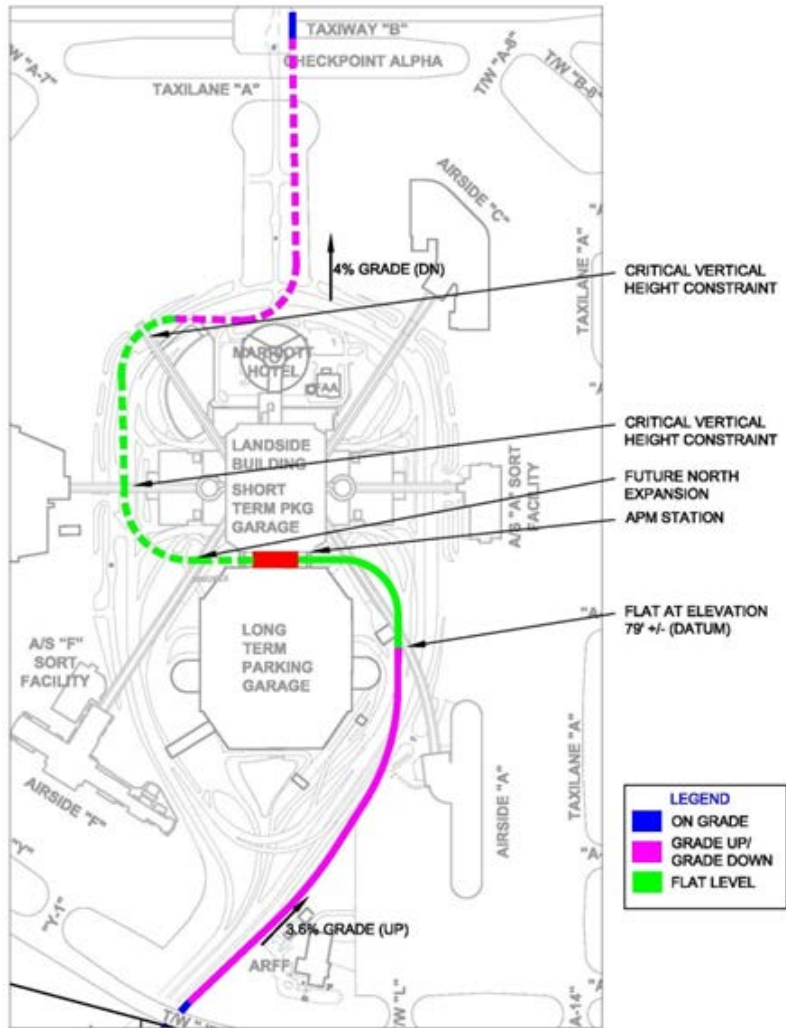 TAXIWAY "B"
CHECKPOINT ALPHA
TAXILANE "A"
T/W "A-7"
T/W "A-8"
T/W "B-8"
AIRSIDE "C"
4% GRADE (DN)
TAXILANE "A"
CRITICAL VERTICAL
HEIGHT CONSTRAINT
MARRIOTT
HOTEL
FAA
LANDSIDE
BUILDING
SHORT
TERM PKG
GARAGE
A/S "A" SORT
FACILITY
CRITICAL VERTICAL
HEIGHT CONSTRAINT
FUTURE NORTH
EXPANSION
APM STATION
FLAT AT ELEVATION
79' +/- (DATUM)
LONG
TERM
PARKING
GARAGE
A/S "F"
SORT
FACILITY
AIRSIDE "F"
AIRSIDE "A"
TAXILANE "A"
"Y-1"
3.6% GRADE (UP)
ARFF
T/W "L"
"A-14"
LEGEND
ON GRADE
GRADE UP/
GRADE DOWN
FLAT LEVEL